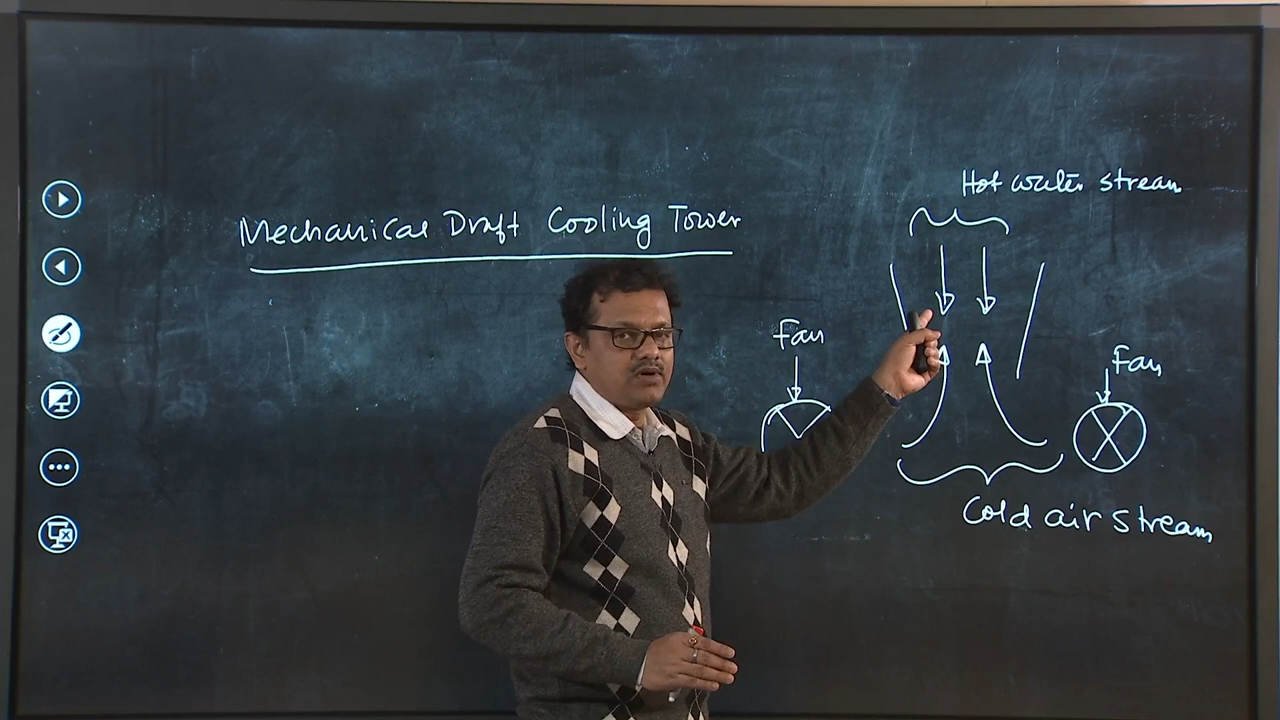 Hot water stream
Mechanical Draft Cooling Tower
Fan
Fan
Cold air stream